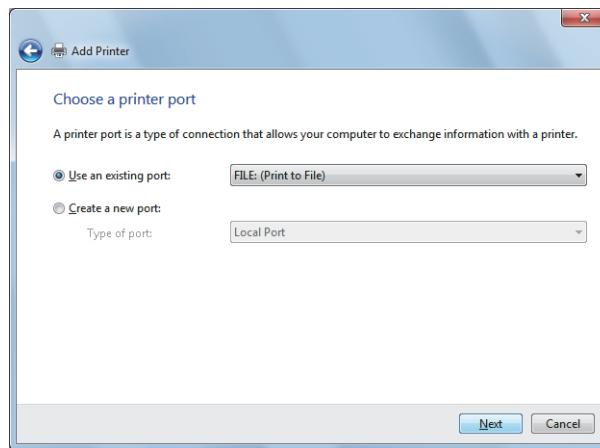 Add Printer
Choose a printer port
A printer port is a type of connection that allows your computer to exchange information with a printer.
Use an existing port: FILE: (Print to File)
Create a new port:
Type of port: Local Port
Next Cancel